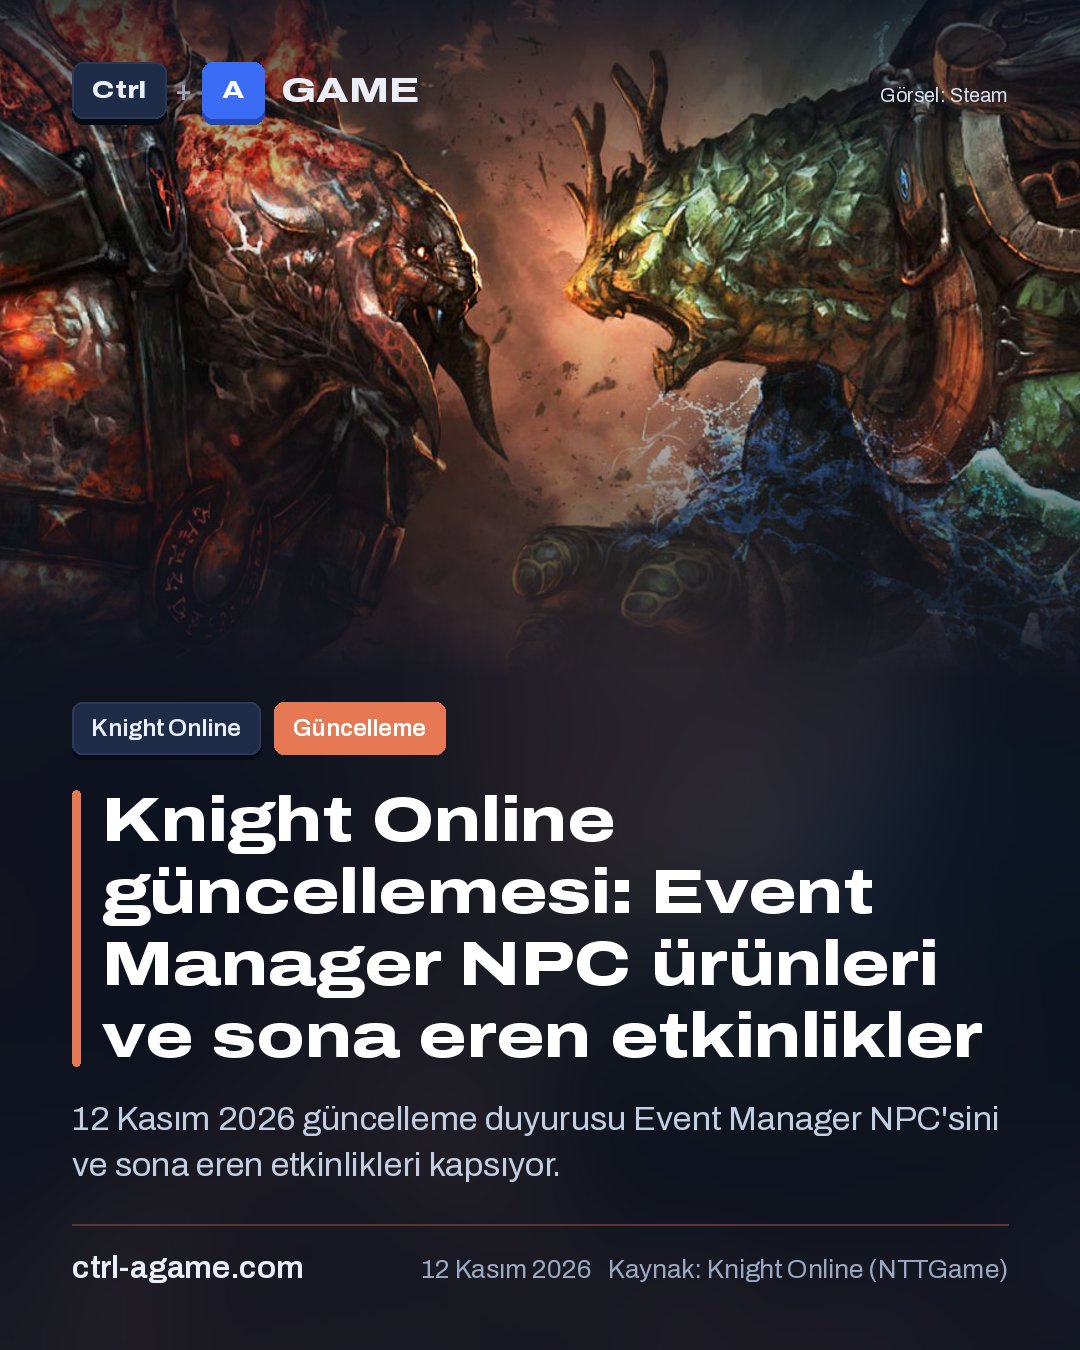 Ctrl + A GAME
Görsel: Steam
Knight Online
Güncelleme
Knight Online
güncellemesi: Event
Manager NPC ürünleri
ve sona eren etkinlikler
12 Kasım 2026 güncelleme duyurusu Event Manager NPC'sini
ve sona eren etkinlikleri kapsıyor.
ctrl-agame.com
12 Kasım 2026 Kaynak: Knight Online (NTTGame)